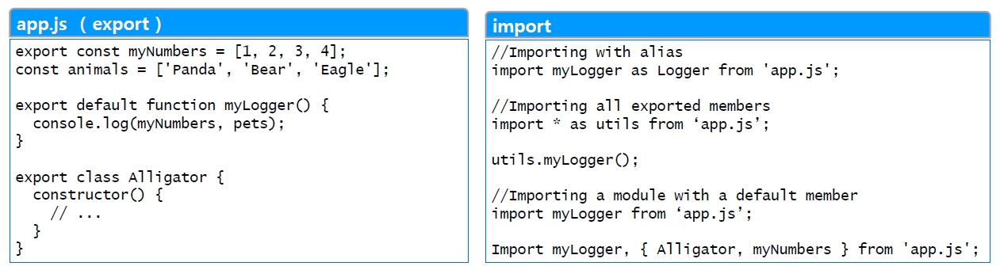 app.js （export）
export const myNumbers = [1, 2, 3, 4];
const animals = ['Panda', 'Bear', 'Eagle'];
export default function myLogger() {
console.log(myNumbers, pets);
}
export class Alligator {
constructor() {
// ...
}
}
import
//Importing with alias
import myLogger as Logger from 'app.js';
//Importing all exported members
import * as utils from ‘app.js’;
utils.myLogger();
//Importing a module with a default member
import myLogger from ‘app.js’;
Import myLogger, { Alligator, myNumbers } from 'app.js';